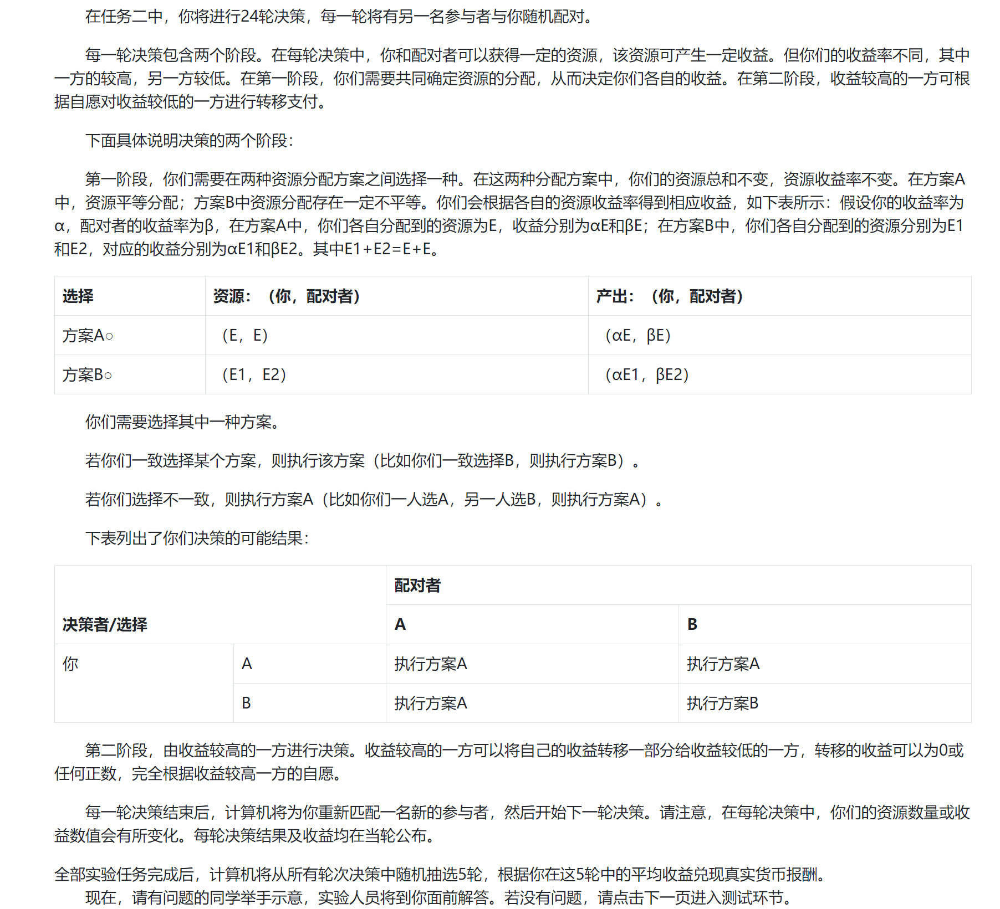 在任务二中，你将进行24轮决策，每一轮将有另一名参与者与你随机配对。
每一轮决策包含两个阶段。在每轮决策中，你和配对者可以获得一定的资源，该资源可产生一定收益。但你们的收益率不同，其中
一方的较高，另一方较低。在第一阶段，你们需要共同确定资源的分配，从而决定你们各自的收益。在第二阶段，收益较高的一方可根
据自愿对收益较低的一方进行转移支付。
下面具体说明决策的两个阶段：
第一阶段，你们需要在两种资源分配方案之间选择一种。在这两种分配方案中，你们的资源总和不变，资源收益率不变。在方案A
中，资源平等分配；方案B中资源分配存在一定不平等。你们会根据各自的资源收益率得到相应收益，如下表所示：假设你的收益率为
α，配对者的收益率为β，在方案A中，你们各自分配到的资源为E，收益分别为αE和βE；在方案B中，你们各自分配到的资源分别为E1
和E2，对应的收益分别为αE1和βE2。其中E1+E2=E+E。
选择 资源：（你，配对者） 产出：（你，配对者）
方案A○ （E，E） （αE，βE）
方案B○ （E1，E2） （αE1，βE2）
你们需要选择其中一种方案。
若你们一致选择某个方案，则执行该方案（比如你们一致选择B，则执行方案B）。
若你们选择不一致，则执行方案A（比如你们一人选A，另一人选B，则执行方案A）。
下表列出了你们决策的可能结果：
配对者
决策者/选择 A B
你 A 执行方案A 执行方案A
B 执行方案A 执行方案B
第二阶段，由收益较高的一方进行决策。收益较高的一方可以将自己的收益转移一部分给收益较低的一方，转移的收益可以为0或
任何正数，完全根据收益较高一方的自愿。
每一轮决策结束后，计算机将为你重新匹配一名新的参与者，然后开始下一轮决策。请注意，在每轮决策中，你们的资源数量或收
益数值会有所变化。每轮决策结果及收益均在当轮公布。
全部实验任务完成后，计算机将从所有轮次决策中随机抽选5轮，根据你在这5轮中的平均收益兑现真实货币报酬。
现在，请有问题的同学举手示意，实验人员将到你面前解答。若没有问题，请点击下一页进入测试环节。